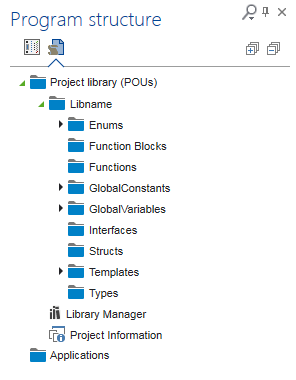 Program structure
Project library (POUs)
Libname
Enums
Function Blocks
Functions
GlobalConstants
GlobalVariables
Interfaces
Structs
Templates
Types
Library Manager
Project Information
Applications